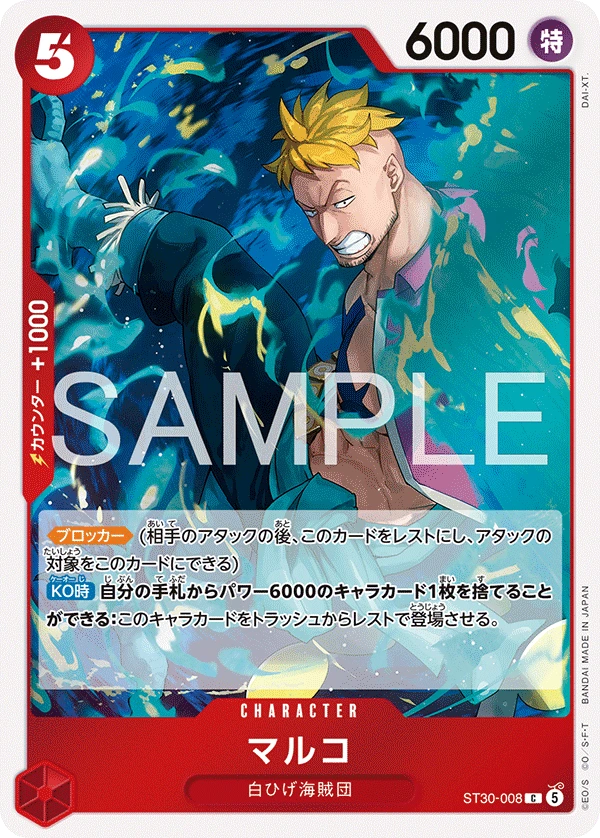 5
6000
特
DAI-XT.
カウンター +1000
SAMPLE
ブロッカー (相手のアタックの後、このカードをレストにし、アタックの
対象をこのカードにできる)
KO時 自分の手札からパワー6000のキャラカード1枚を捨てること
ができる:このキャラカードをトラッシュからレストで登場させる。
CHARACTER
マルコ
白ひげ海賊団
ST30-008 C 5
©E.O/S ©O/S・F・T BANDAI MADE IN JAPAN